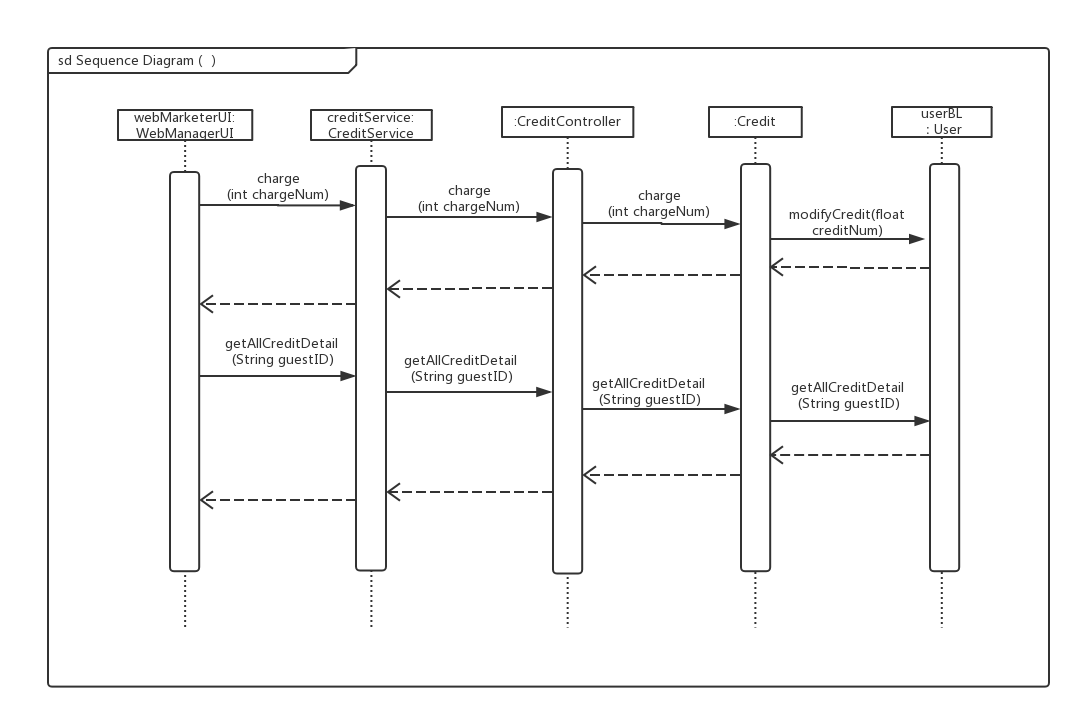 sd Sequence Diagram (  )
webMarketerUI:
WebManagerUI
creditService:
CreditService
:CreditController
:Credit
userBL
: User
charge
(int chargeNum)
charge
(int chargeNum)
charge
(int chargeNum)
modifyCredit(float
creditNum)
getAllCreditDetail
(String guestID)
getAllCreditDetail
(String guestID)
getAllCreditDetail
(String guestID)
getAllCreditDetail
(String guestID)